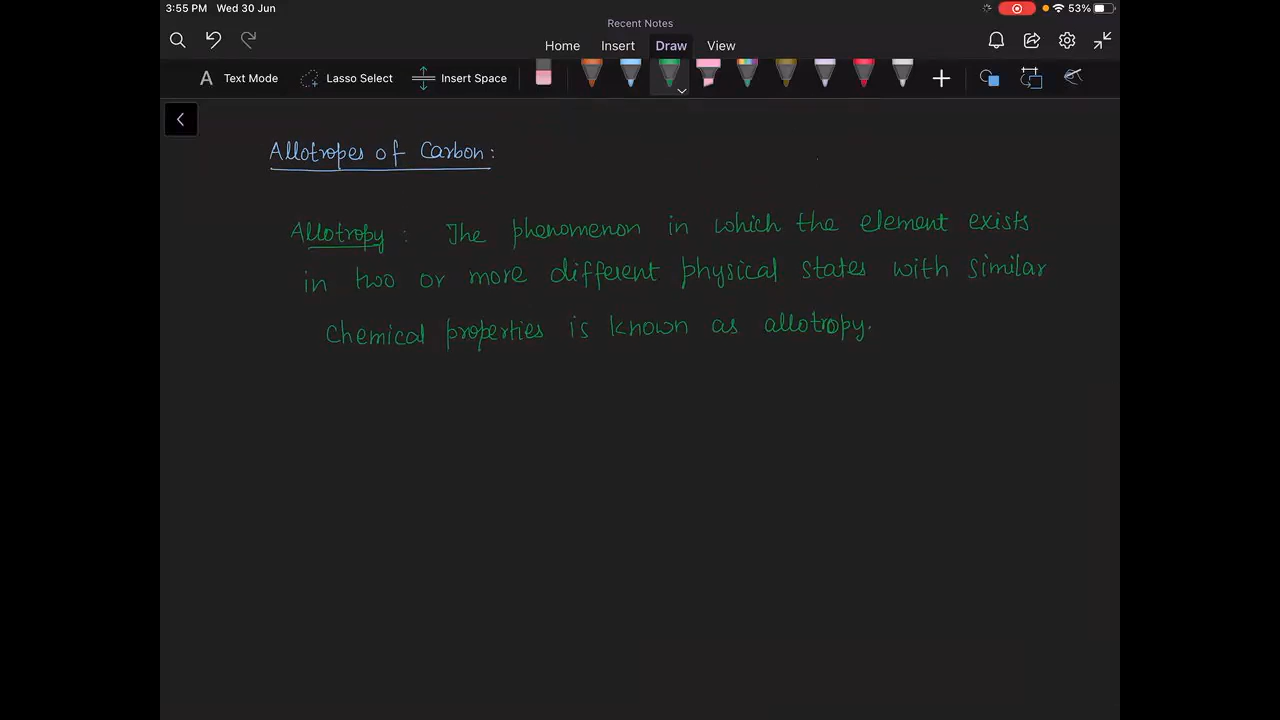 3:55 PM Wed 30 Jun
53%
Recent Notes
Home Insert Draw View
Text Mode Lasso Select Insert Space
Allotropes of Carbon:
Allotropy : The phenomenon in which the element exists
in two or more different physical states with similar
Chemical properties is known as allotropy.